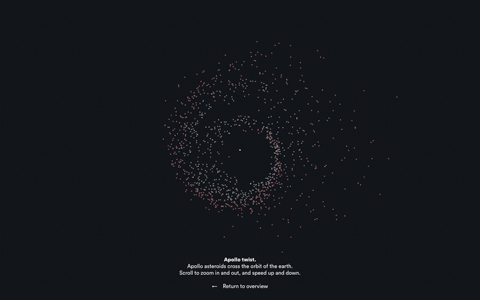 Apollo twist.
Apollo asteroids cross the orbit of the earth.
Scroll to zoom in and out, and speed up and down.
← Return to overview